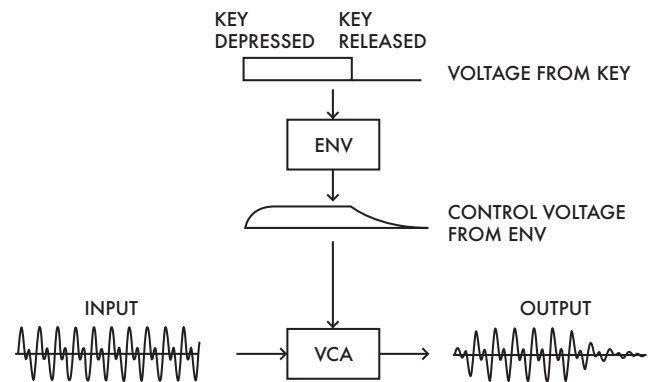 KEY DEPRESSED
KEY RELEASED
VOLTAGE FROM KEY
ENV
CONTROL VOLTAGE
FROM ENV
INPUT
OUTPUT
VCA